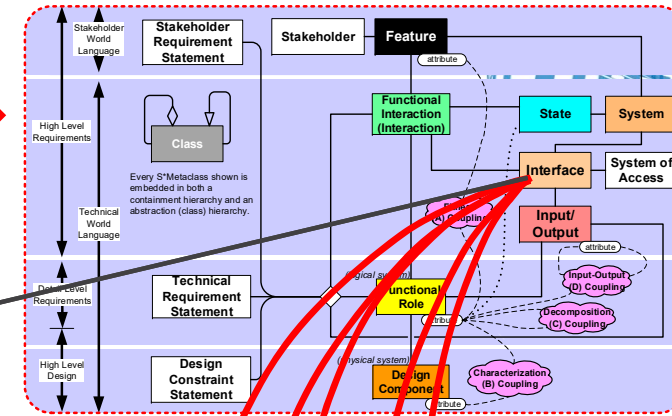 Stakeholder
World
Language
Stakeholder
Requirement
Statement
Stakeholder
Feature
attribute
High Level
Requirements
Class
Functional
Interaction
(Interaction)
State
System
Every S*Metaclass shown is
embedded in both a
containment hierarchy and an
abstraction (class) hierarchy.
Interface
System of
Access
Technical
World
Language
(A) Coupling
Input/
Output
attribute
Level
Requirements
Technical
Requirement
Statement
(logical system)
Functional
Role
attribute
Input-Output
(D) Coupling
Decomposition
(C) Coupling
High Level
Design
Design
Constraint
Statement
(physical system)
Design
Component
attribute
Characterization
(B) Coupling